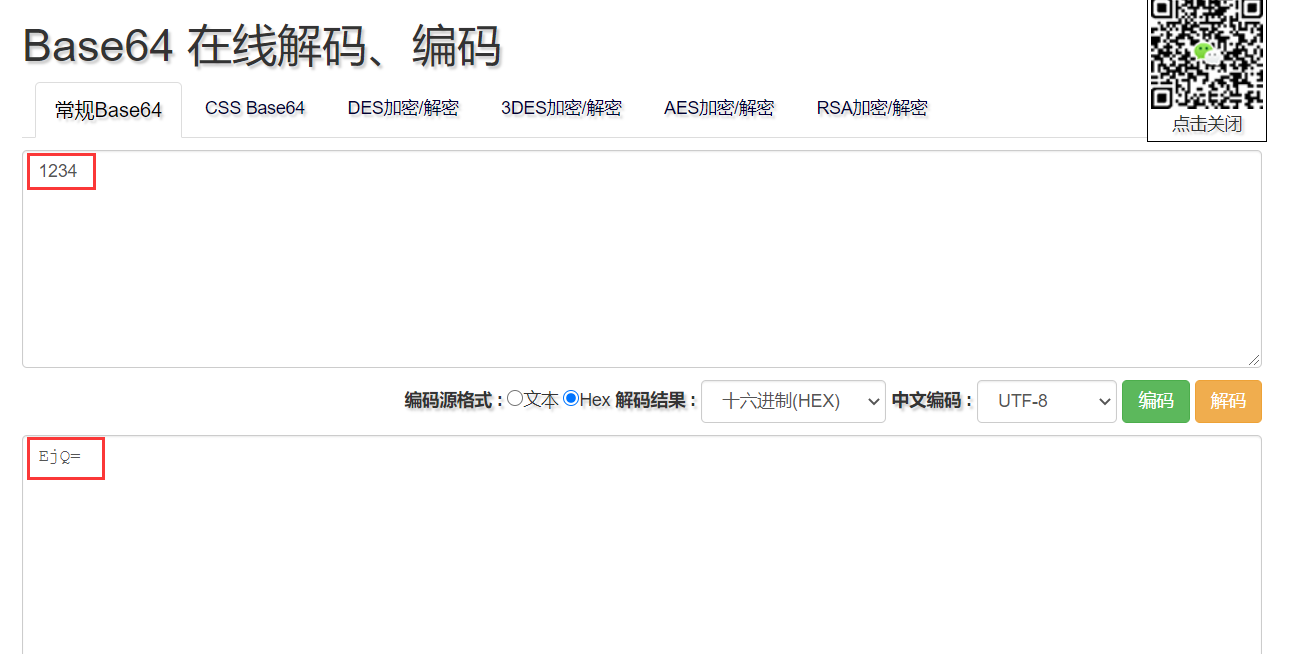 Base64 在线解码、编码
点击关闭
常规Base64 CSS Base64 DES加密/解密 3DES加密/解密 AES加密/解密 RSA加密/解密
1234
编码源格式：文本 Hex 解码结果： 十六进制(HEX) 中文编码： UTF-8 编码 解码
EjQ=